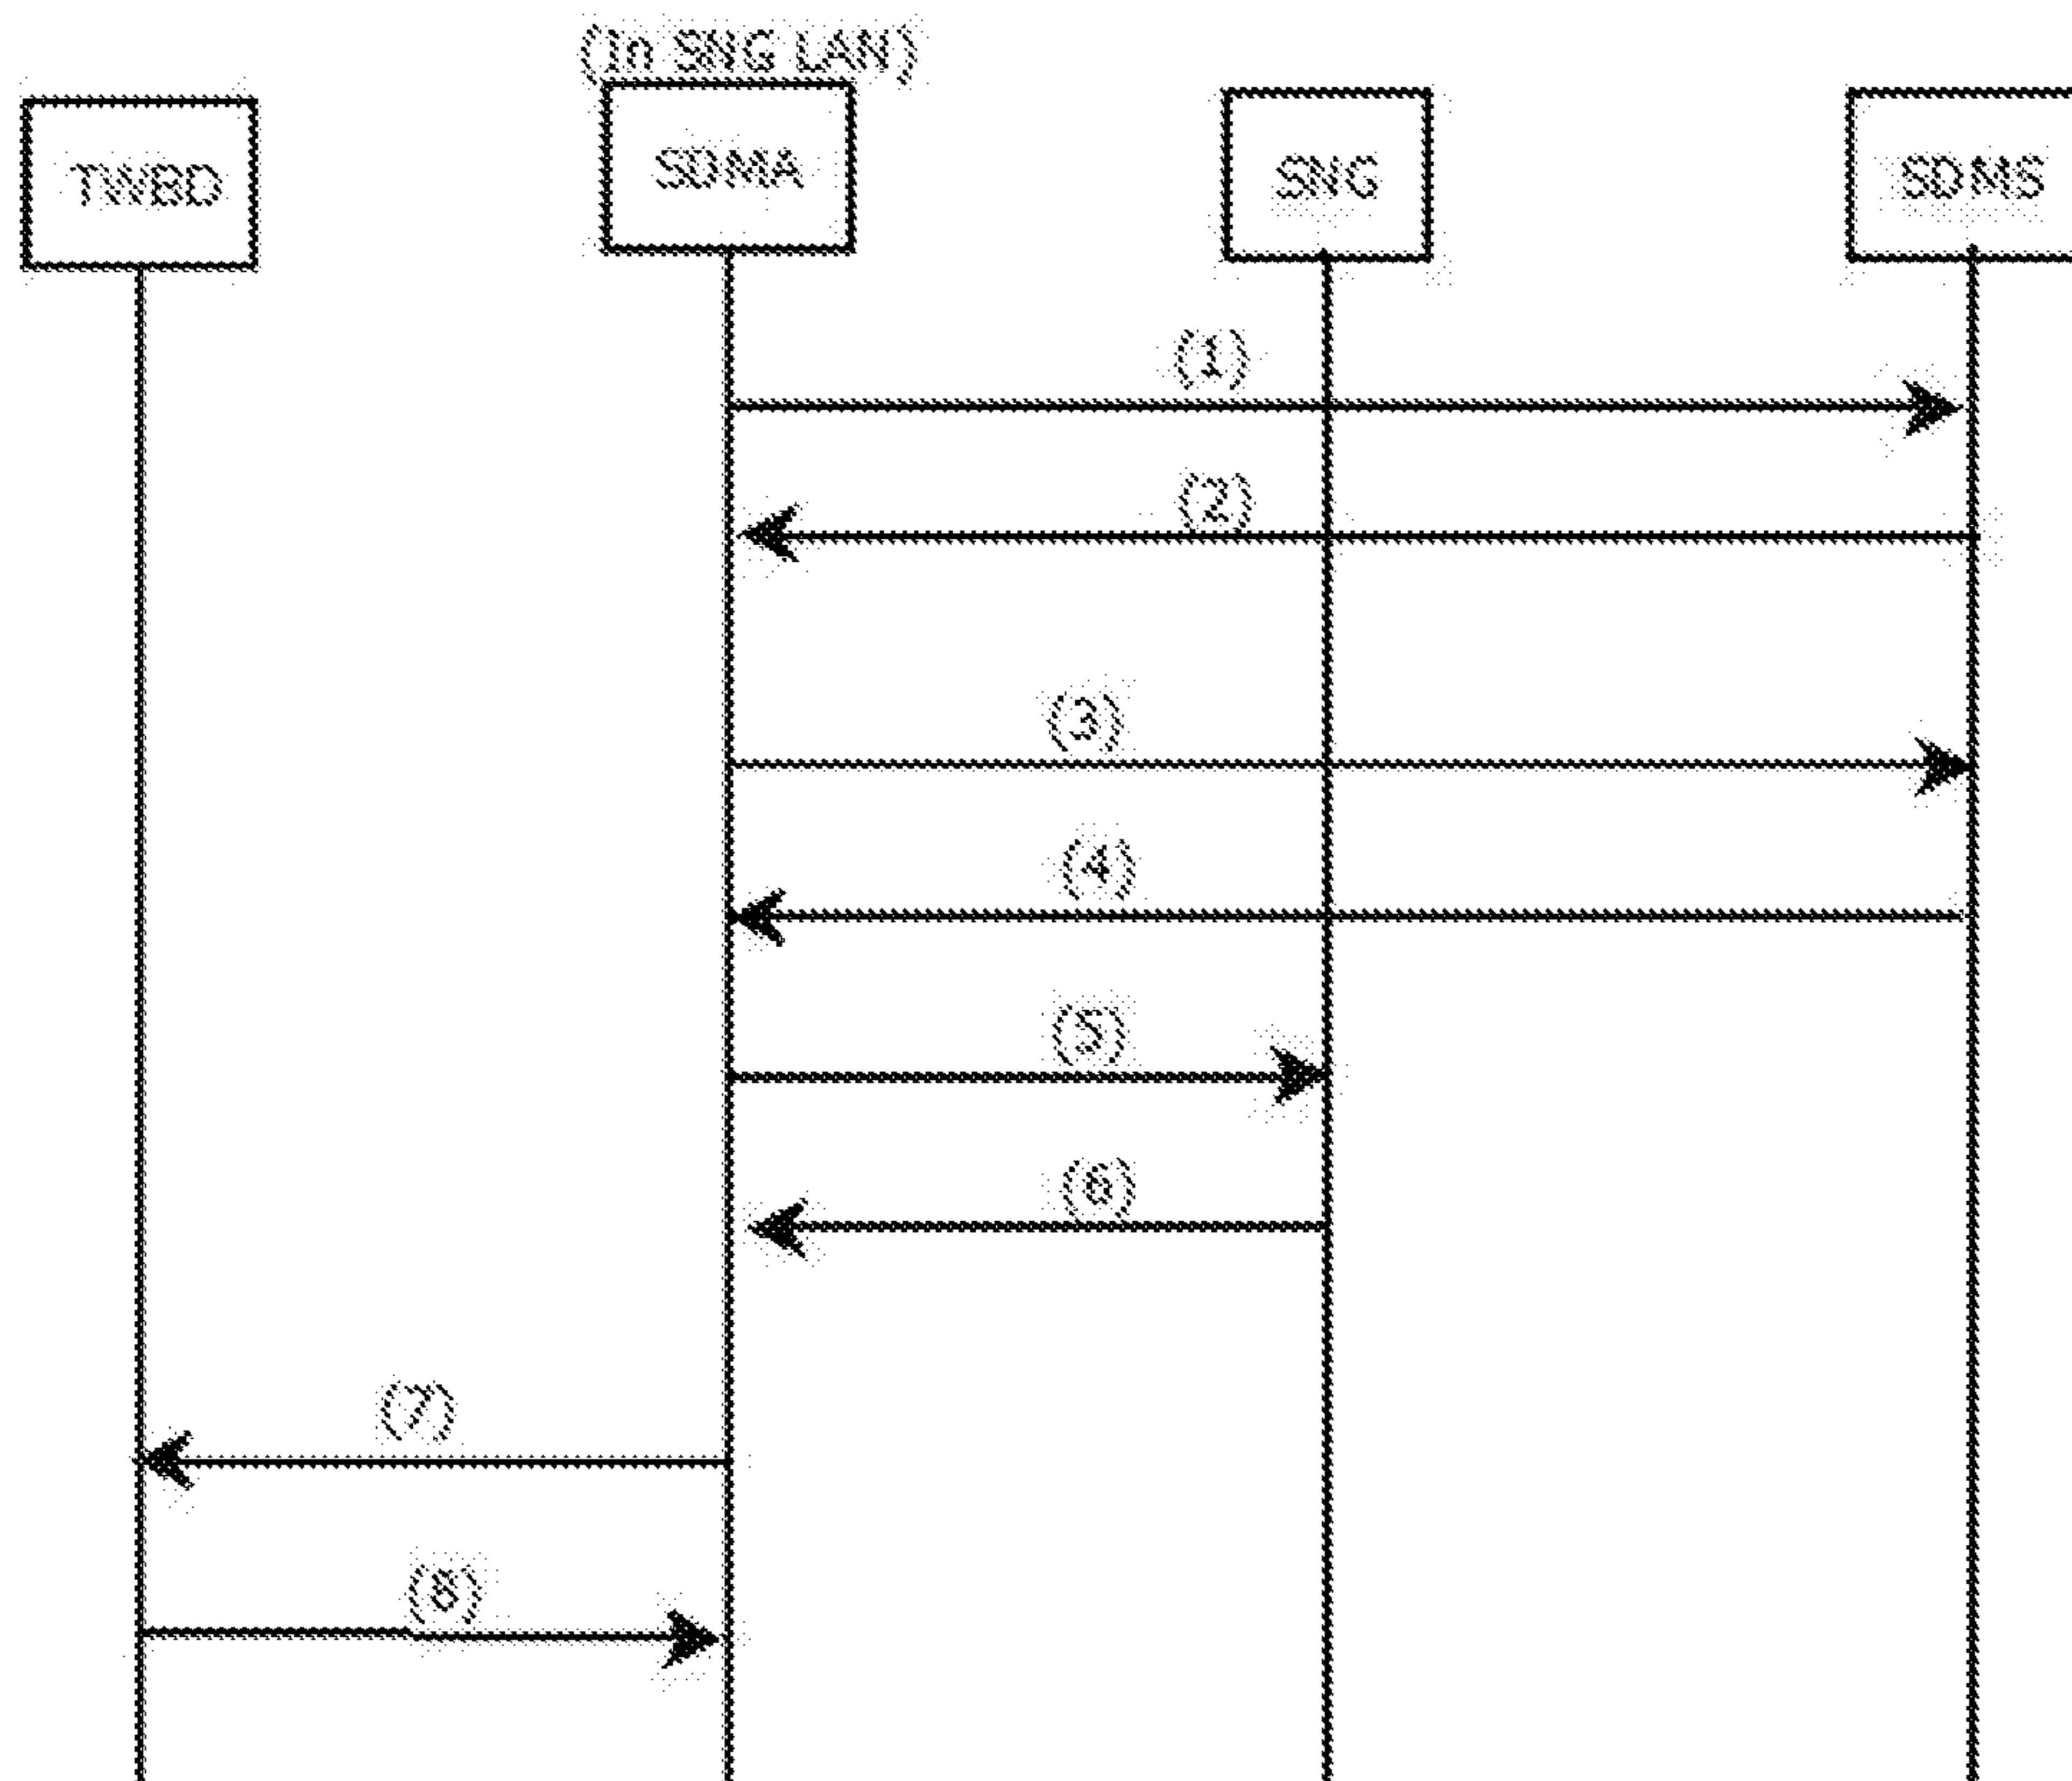 (In SNG LAN)
TWBD
SDMA
SNG
SDMS
(1)
(2)
(3)
(4)
(5)
(6)
(7)
(8)